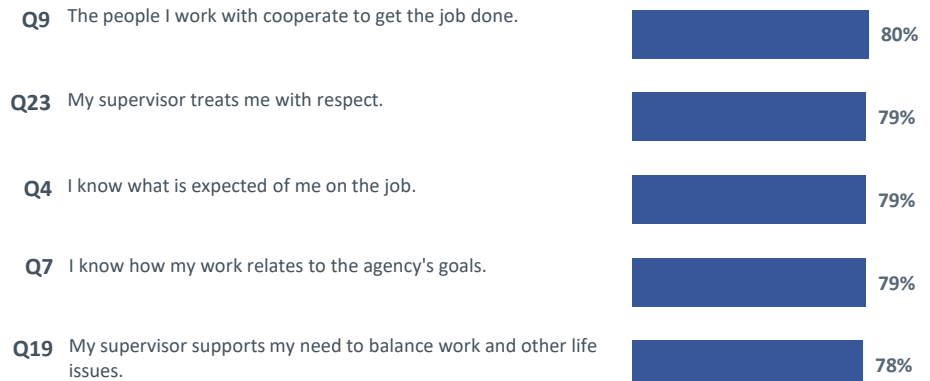 Q9 The people I work with cooperate to get the job done. 80%
Q23 My supervisor treats me with respect. 79%
Q4 I know what is expected of me on the job. 79%
Q7 I know how my work relates to the agency's goals. 79%
Q19 My supervisor supports my need to balance work and other life
issues. 78%